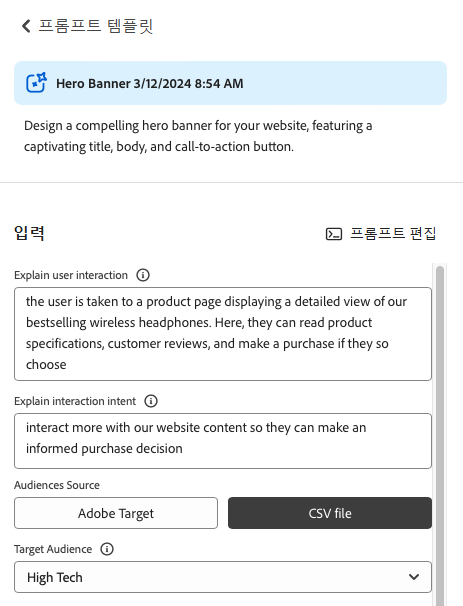 프롬프트 템플릿
Hero Banner 3/12/2024 8:54 AM
Design a compelling hero banner for your website, featuring a
captivating title, body, and call-to-action button.
입력
프롬프트 편집
Explain user interaction
the user is taken to a product page displaying a detailed view of our
bestselling wireless headphones. Here, they can read product
specifications, customer reviews, and make a purchase if they so
choose
Explain interaction intent
interact more with our website content so they can make an
informed purchase decision
Audiences Source
Adobe Target
CSV file
Target Audience
High Tech